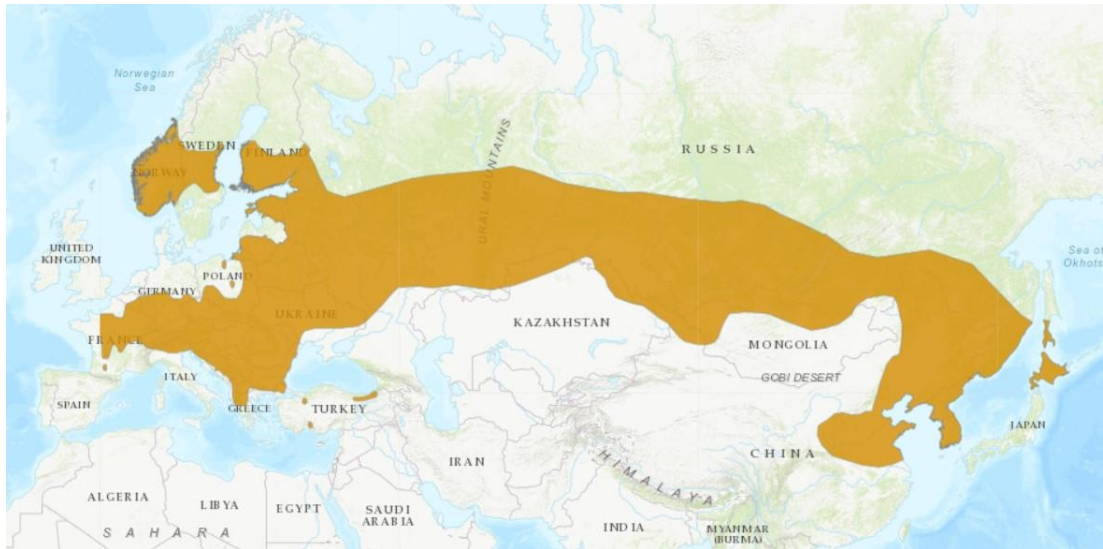 Norwegian
Sea
SWEDEN
FINLAND
NORWAY
RUSSIA
URAL MOUNTAINS
UNITED
KINGDOM
Sea of
Okhots
POLAND
GERMANY
UKRAINE
KAZAKHSTAN
FRANCE
MONGOLIA
ITALY
GOBI DESERT
SPAIN
GREECE
TURKEY
JAPAN
CHINA
IRAN
HIMALAYA
ALGERIA
LIBYA
EGYPT
SAUDI
ARABIA
SAHARA
INDIA
MYANMAR
(BURMA)